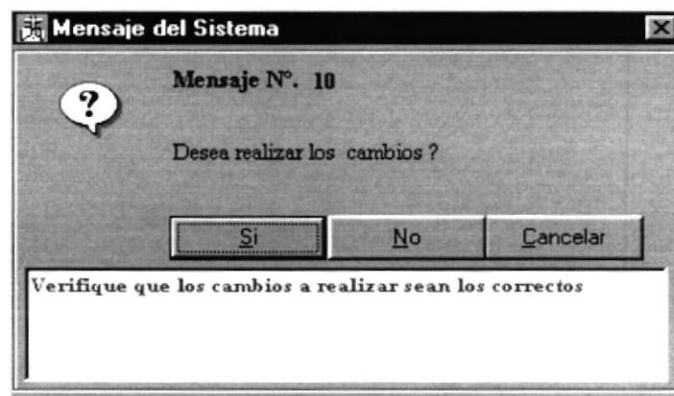 Mensaje del Sistema
Mensaje N°. 10
?
Desea realizar los cambios ?
Si No Cancelar
Verifique que los cambios a realizar sean los correctos